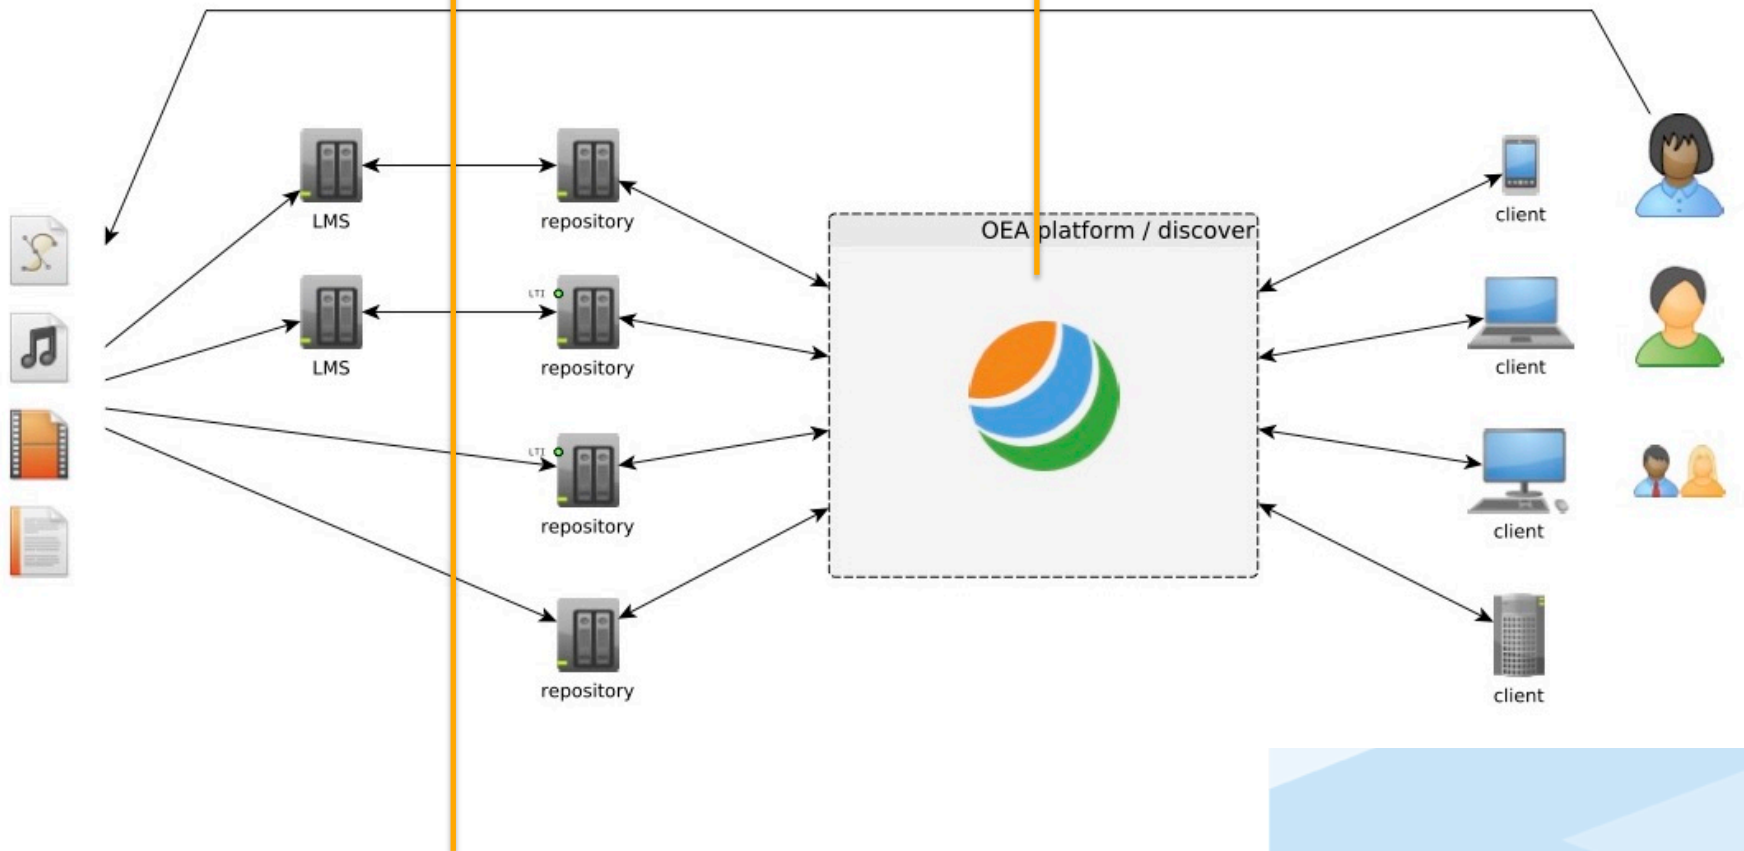 LMS
repository
client
OEA platform / discover
LTI
LMS
repository
client
LTI
repository
client
repository
client